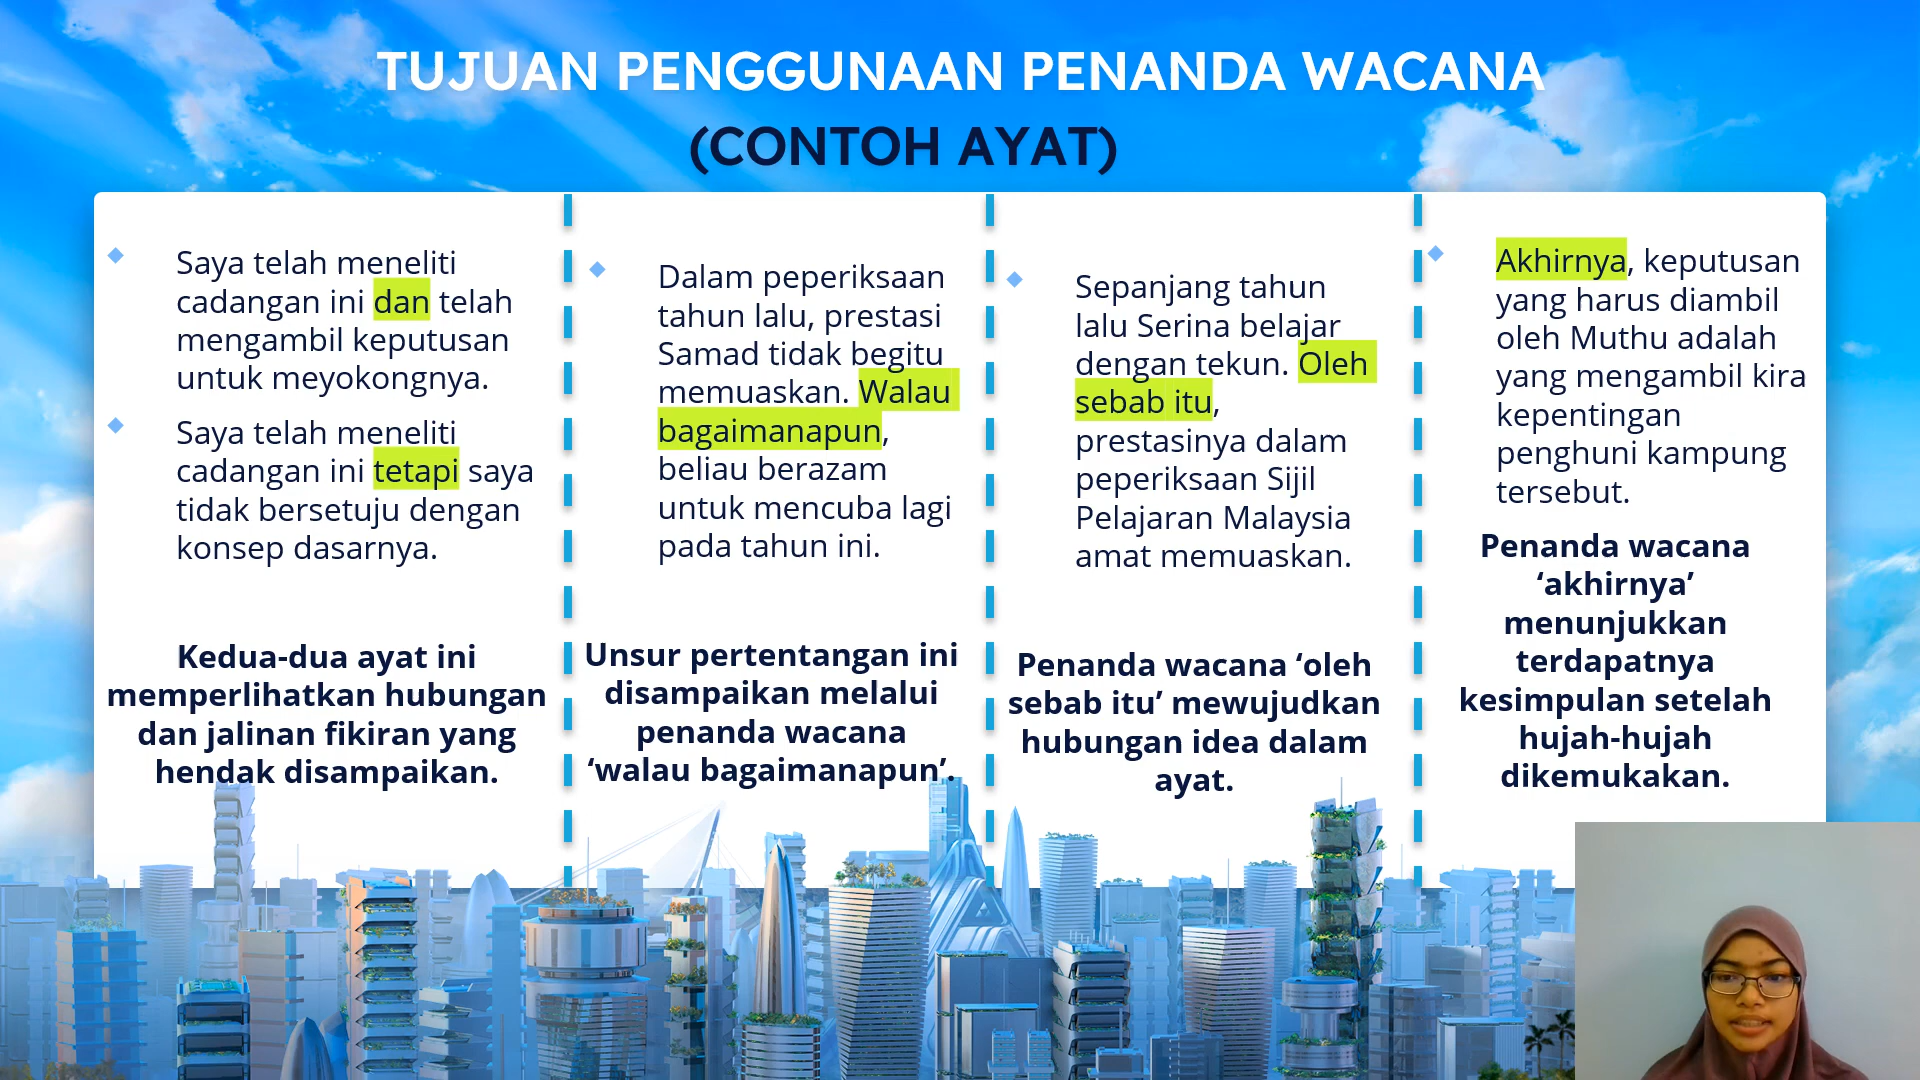 TUJUAN PENGGUNAAN PENANDA WACANA
(CONTOH AYAT)
Saya telah meneliti
cadangan ini dan telah
mengambil keputusan
untuk meyokongnya.
Saya telah meneliti
cadangan ini tetapi saya
tidak bersetuju dengan
konsep dasarnya.
Kedua-dua ayat ini
memperlihatkan hubungan
dan jalinan fikiran yang
hendak disampaikan.
Dalam peperiksaan
tahun lalu, prestasi
Samad tidak begitu
memuaskan. Walau
bagaimanapun,
beliau berazam
untuk mencuba lagi
pada tahun ini.
Unsur pertentangan ini
disampaikan melalui
penanda wacana
‘walau bagaimanapun’.
Sepanjang tahun
lalu Serina belajar
dengan tekun. Oleh
sebab itu,
prestasinya dalam
peperiksaan Sijil
Pelajaran Malaysia
amat memuaskan.
Penanda wacana ‘oleh
sebab itu’ mewujudkan
hubungan idea dalam
ayat.
Akhirnya, keputusan
yang harus diambil
oleh Muthu adalah
yang mengambil kira
kepentingan
penghuni kampung
tersebut.
Penanda wacana
‘akhirnya’
menunjukkan
terdapatnya
kesimpulan setelah
hujah-hujah
dikemukakan.